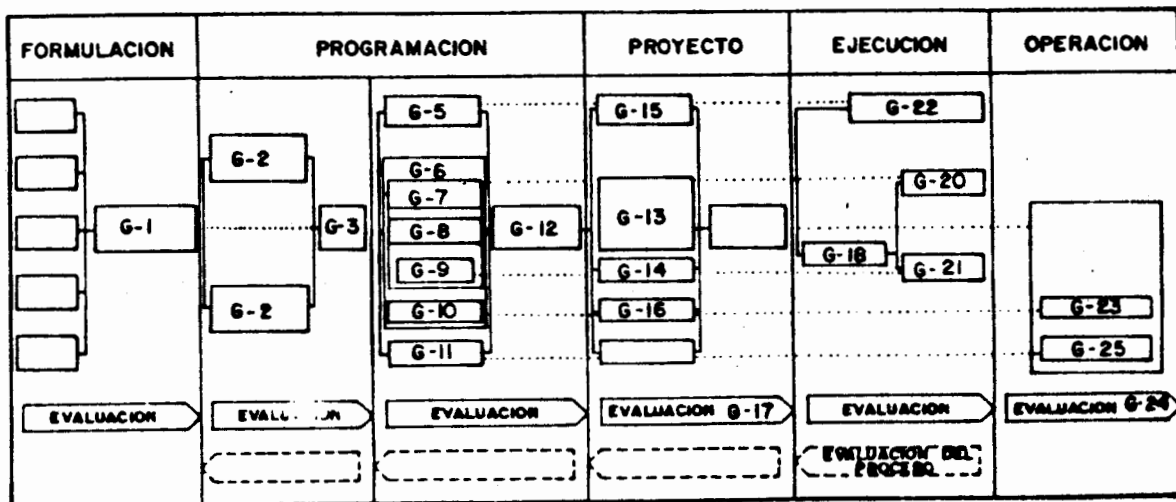 FORMULACION
PROGRAMACION
PROYECTO
EJECUCION
OPERACION
G-1
G-2
G-2
G-3
G-5
G-6
G-7
G-8
G-9
G-10
G-11
G-12
G-15
G-13
G-14
G-16
G-22
G-20
G-18
G-21
G-23
G-25
EVALUACION
EVALUACION
EVALUACION G-17
EVALUACION
EVALUACION
EVALUACION DEL
PROCESO